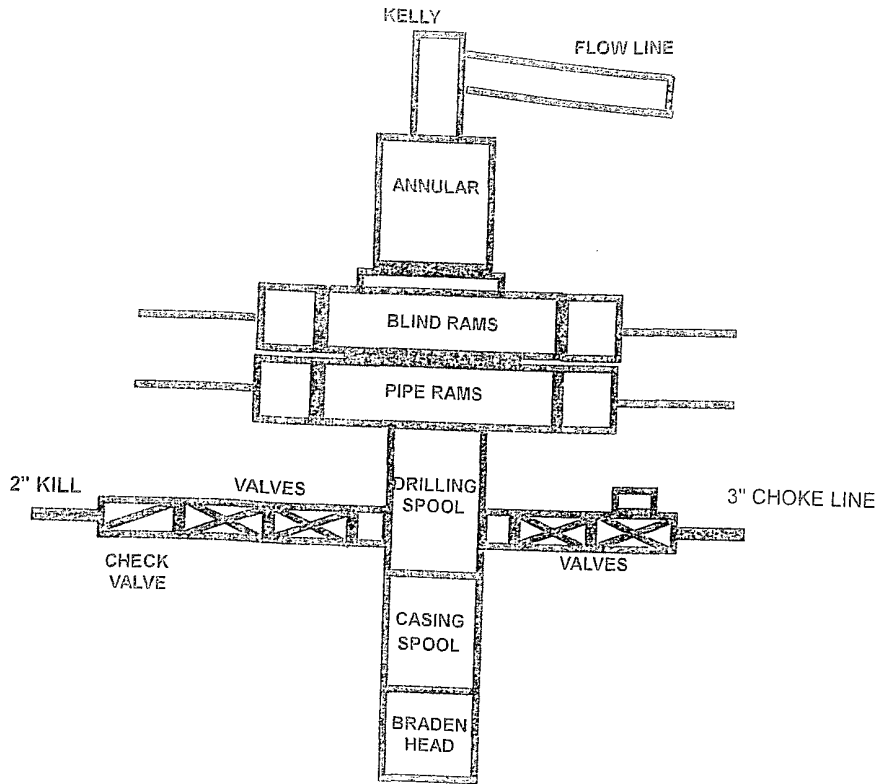 KELLY
FLOW LINE
ANNULAR
BLIND RAMS
PIPE RAMS
2" KILL
VALVES
DRILLING
SPOOL
3" CHOKE LINE
CHECK
VALVE
VALVES
CASING
SPOOL
BRADEN
HEAD